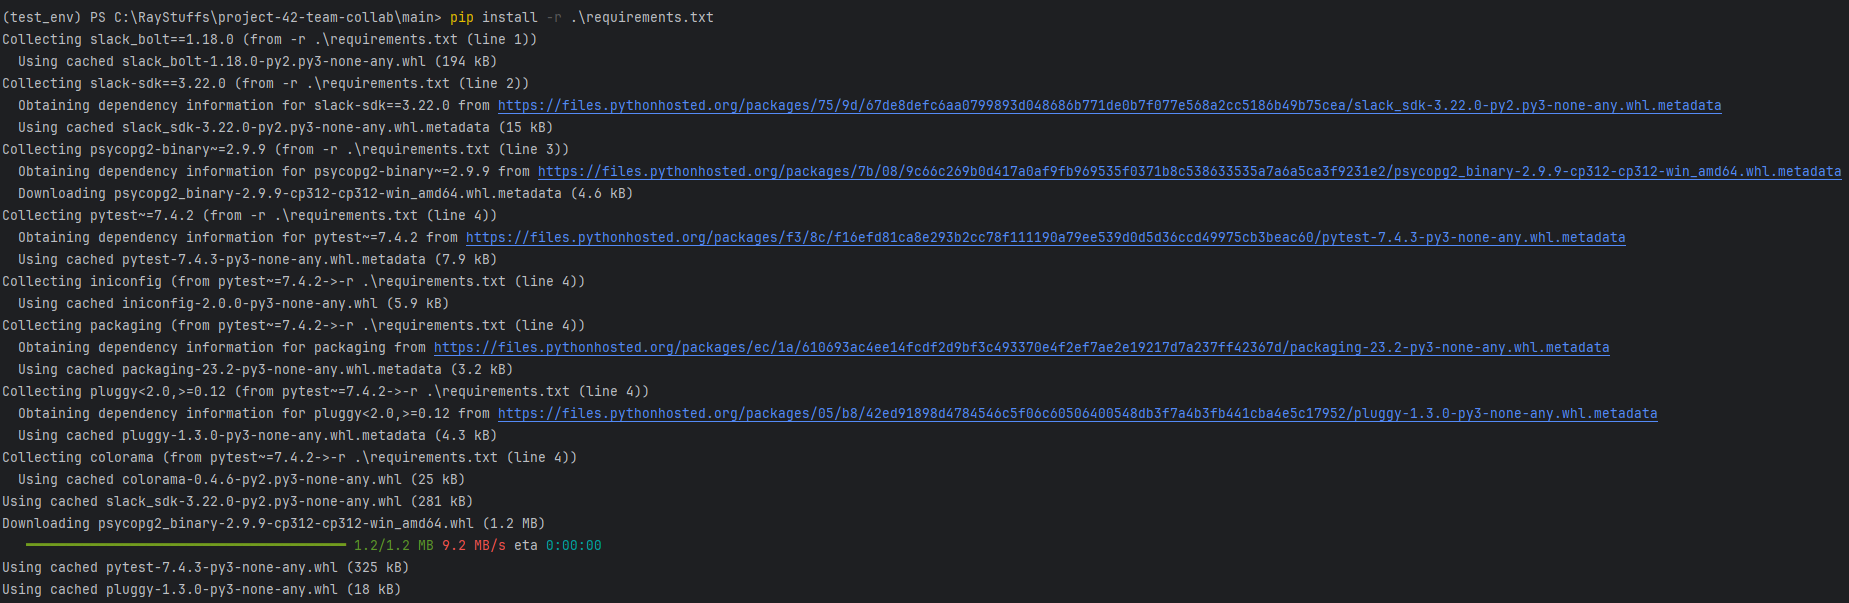 (test_env) PS C:\RayStuffs\project-42-team-collab\main> pip install -r .\requirements.txt
Collecting slack_bolt==1.18.0 (from -r .\requirements.txt (line 1))
  Using cached slack_bolt-1.18.0-py2.py3-none-any.whl (194 kB)
Collecting slack-sdk==3.22.0 (from -r .\requirements.txt (line 2))
  Obtaining dependency information for slack-sdk==3.22.0 from https://files.pythonhosted.org/packages/75/9d/67de8defc6aa0799893d048686b771de0b7f077e568a2cc5186b49b75cea/slack_sdk-3.22.0-py2.py3-none-any.whl.metadata
  Using cached slack_sdk-3.22.0-py2.py3-none-any.whl.metadata (15 kB)
Collecting psycopg2-binary~=2.9.9 (from -r .\requirements.txt (line 3))
  Obtaining dependency information for psycopg2-binary~=2.9.9 from https://files.pythonhosted.org/packages/7b/08/9c66c269b0d417a0af9fb969535f0371b8c538633535a7a6a5ca3f9231e2/psycopg2_binary-2.9.9-cp312-cp312-win_amd64.whl.metadata
  Downloading psycopg2_binary-2.9.9-cp312-cp312-win_amd64.whl.metadata (4.6 kB)
Collecting pytest~=7.4.2 (from -r .\requirements.txt (line 4))
  Obtaining dependency information for pytest~=7.4.2 from https://files.pythonhosted.org/packages/f3/8c/f16efd81ca8e293b2cc78f111190a79ee539d0d5d36ccd49975cb3beac60/pytest-7.4.3-py3-none-any.whl.metadata
  Using cached pytest-7.4.3-py3-none-any.whl.metadata (7.9 kB)
Collecting iniconfig (from pytest~=7.4.2->-r .\requirements.txt (line 4))
  Using cached iniconfig-2.0.0-py3-none-any.whl (5.9 kB)
Collecting packaging (from pytest~=7.4.2->-r .\requirements.txt (line 4))
  Obtaining dependency information for packaging from https://files.pythonhosted.org/packages/ec/1a/610693ac4ee14fcdf2d9bf3c493370e4f2ef7ae2e19217d7a237ff42367d/packaging-23.2-py3-none-any.whl.metadata
  Using cached packaging-23.2-py3-none-any.whl.metadata (3.2 kB)
Collecting pluggy<2.0,>=0.12 (from pytest~=7.4.2->-r .\requirements.txt (line 4))
  Obtaining dependency information for pluggy<2.0,>=0.12 from https://files.pythonhosted.org/packages/05/b8/42ed91898d4784546c5f06c60506400548db3f7a4b3fb441cba4e5c17952/pluggy-1.3.0-py3-none-any.whl.metadata
  Using cached pluggy-1.3.0-py3-none-any.whl.metadata (4.3 kB)
Collecting colorama (from pytest~=7.4.2->-r .\requirements.txt (line 4))
  Using cached colorama-0.4.6-py2.py3-none-any.whl (25 kB)
Using cached slack_sdk-3.22.0-py2.py3-none-any.whl (281 kB)
Downloading psycopg2_binary-2.9.9-cp312-cp312-win_amd64.whl (1.2 MB)
1.2/1.2 MB 9.2 MB/s eta 0:00:00
Using cached pytest-7.4.3-py3-none-any.whl (325 kB)
Using cached pluggy-1.3.0-py3-none-any.whl (18 kB)